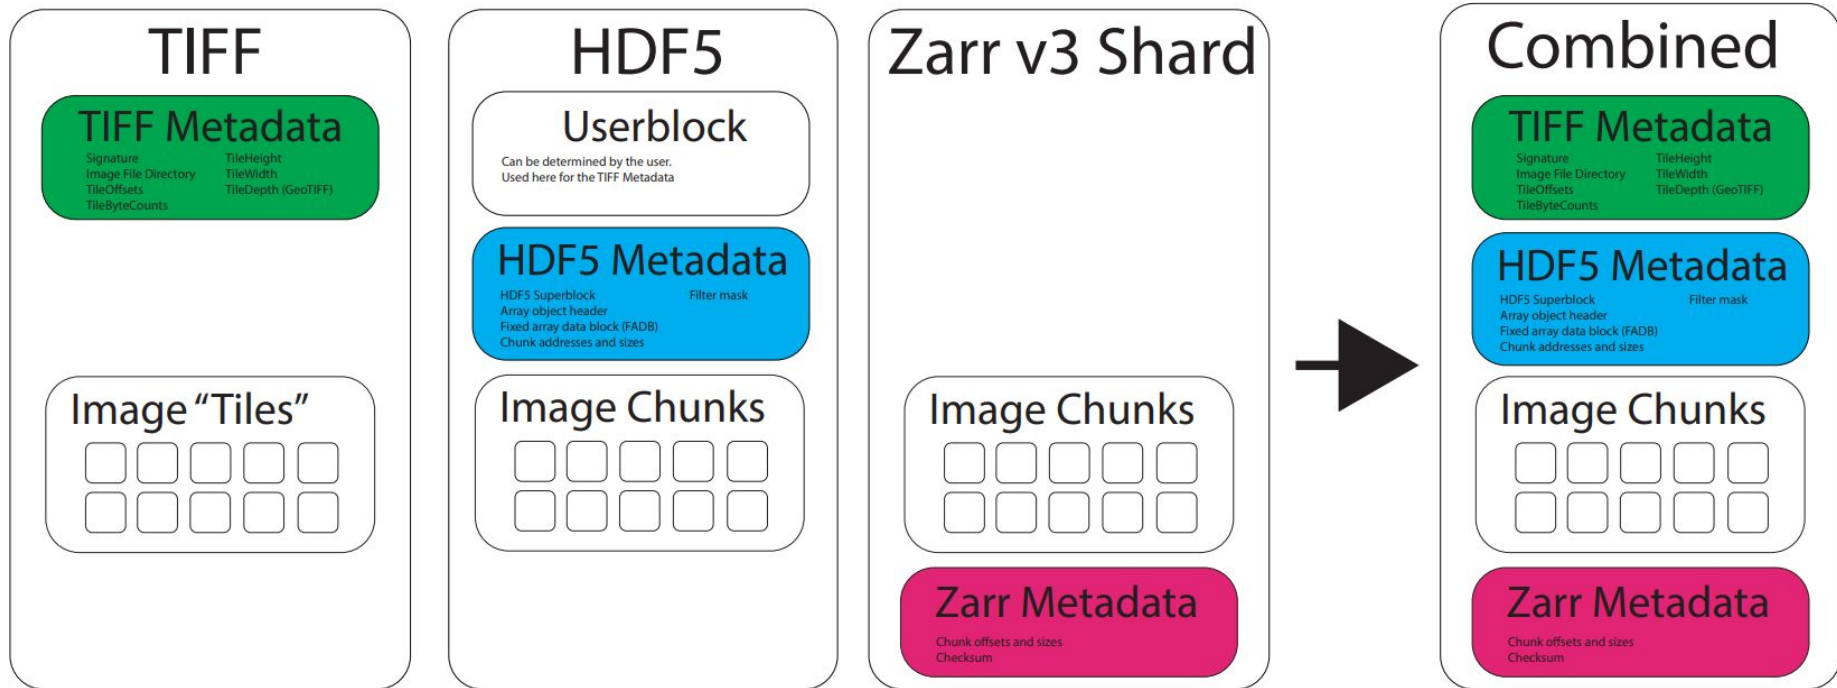 TIFF
TIFF Metadata
Signature
Image File Directory
TileOffsets
TileByteCounts
TileHeight
TileWidth
TileDepth (GeoTIFF)
Image “Tiles”
HDF5
Userblock
Can be determined by the user.
Used here for the TIFF Metadata
HDF5 Metadata
HDF5 Superblock
Array object header
Fixed array data block (FADB)
Chunk addresses and sizes
Filter mask
Image Chunks
Zarr v3 Shard
Image Chunks
Zarr Metadata
Chunk offsets and sizes
Checksum
Combined
TIFF Metadata
Signature
Image File Directory
TileOffsets
TileByteCounts
TileHeight
TileWidth
TileDepth (GeoTIFF)
HDF5 Metadata
HDF5 Superblock
Array object header
Fixed array data block (FADB)
Chunk addresses and sizes
Filter mask
Image Chunks
Zarr Metadata
Chunk offsets and sizes
Checksum